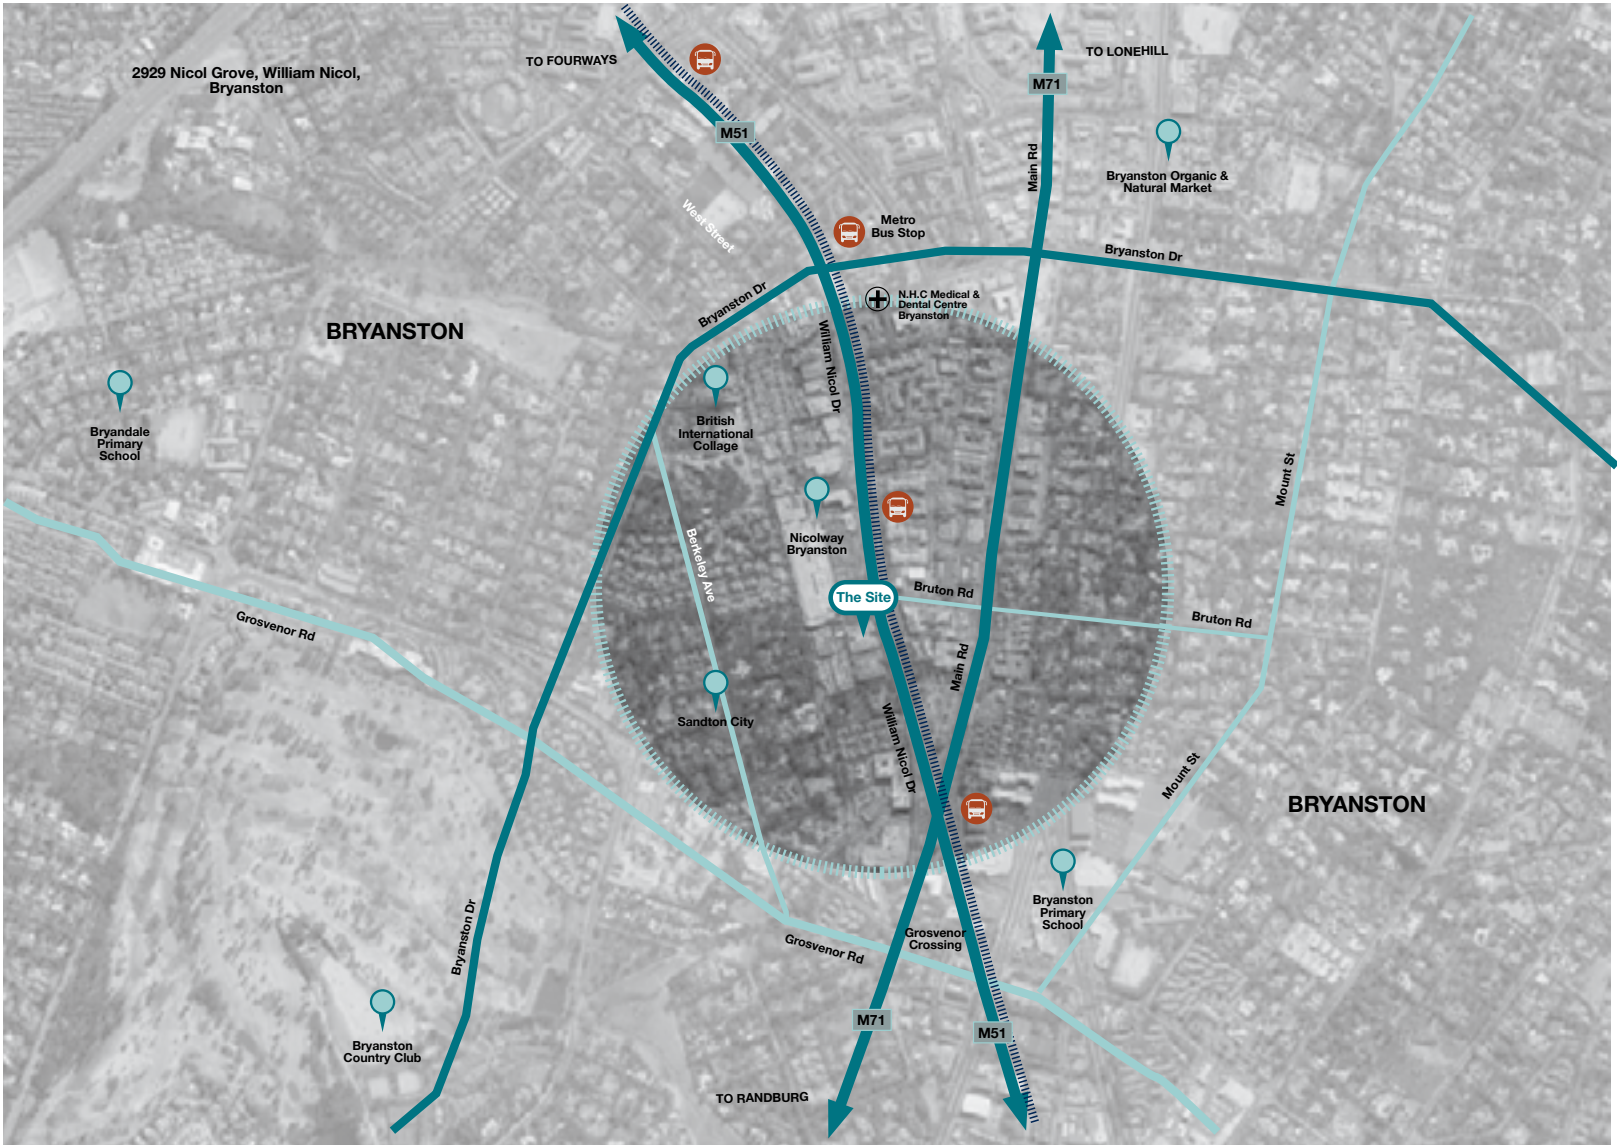 TO FOURWAYS
TO LONEHILL
2929 Nicol Grove, William Nicol,
Bryanston
M71
M51
Main Rd
Bryanston Organic &
Natural Market
West Street
Metro
Bus Stop
Bryanston Dr
Bryanston Dr
N.H.C Medical &
Dental Centre
Bryanston
BRYANSTON
William Nicol Dr
Bryandale
Primary
School
British
International
Collage
Mount St
Nicolway
Bryanston
Berkeley Ave
The Site
Bruton Rd
Bruton Rd
Grosvenor Rd
Main Rd
Sandton City
William Nicol Dr
Mount St
BRYANSTON
Bryanston
Primary
School
Bryanston Dr
Grosvenor
Crossing
Grosvenor Rd
M71
M51
Bryanston
Country Club
TO RANDBURG